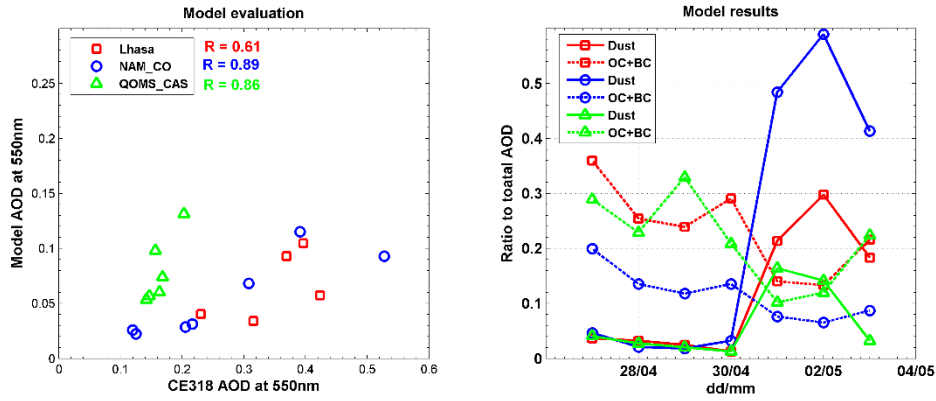 Model evaluation
Lhasa R = 0.61
NAM_CO R = 0.89
QOMS_CAS R = 0.86
0.25
0.2
0.15
0.1
0.05
0
0 0.1 0.2 0.3 0.4 0.5 0.6
Model AOD at 550nm
CE318 AOD at 550nm
Model results
Dust
OC+BC
Dust
OC+BC
Dust
OC+BC
0.5
0.4
0.3
0.2
0.1
0
28/04 30/04 02/05 04/05
Ratio to toatal AOD
dd/mm